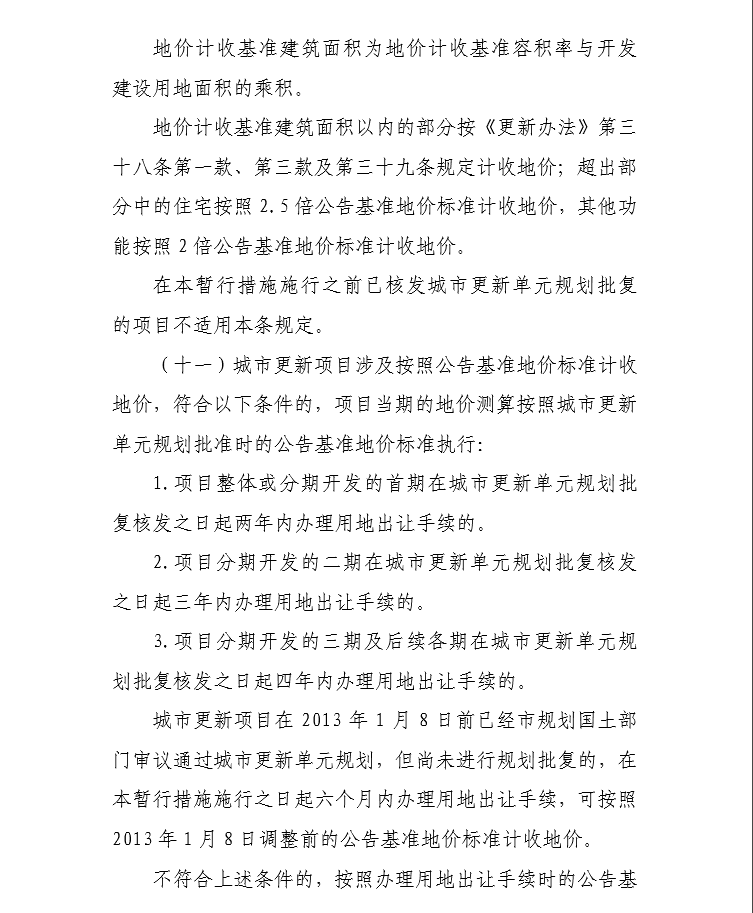 地价计收基准建筑面积为地价计收基准容积率与开发
建设用地面积的乘积。
地价计收基准建筑面积以内的部分按《更新办法》第三
十八条第一款、第三款及第三十九条规定计收地价；超出部
分中的住宅按照 2.5 倍公告基准地价标准计收地价，其他功
能按照 2 倍公告基准地价标准计收地价。
在本暂行措施施行之前已核发城市更新单元规划批复
的项目不适用本条规定。
（十一）城市更新项目涉及按照公告基准地价标准计收
地价，符合以下条件的，项目当期的地价测算按照城市更新
单元规划批准时的公告基准地价标准执行：
1.项目整体或分期开发的首期在城市更新单元规划批
复核发之日起两年内办理用地出让手续的。
2.项目分期开发的二期在城市更新单元规划批复核发
之日起三年内办理用地出让手续的。
3.项目分期开发的三期及后续各期在城市更新单元规
划批复核发之日起四年内办理用地出让手续的。
城市更新项目在 2013 年 1 月 8 日前已经市规划国土部
门审议通过城市更新单元规划，但尚未进行规划批复的，在
本暂行措施施行之日起六个月内办理用地出让手续，可按照
2013 年 1 月 8 日调整前的公告基准地价标准计收地价。
不符合上述条件的，按照办理用地出让手续时的公告基